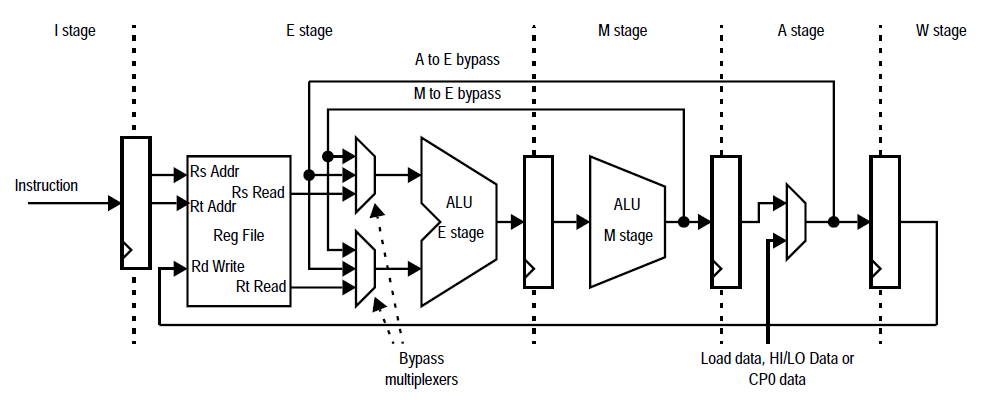 I stage
E stage
M stage
A stage
W stage
A to E bypass
M to E bypass
Instruction
Rs Addr
Rs Read
Rt Addr
Reg File
Rd Write
Rt Read
ALU
E stage
ALU
M stage
Bypass
multiplexers
Load data, HI/LO Data or
CP0 data